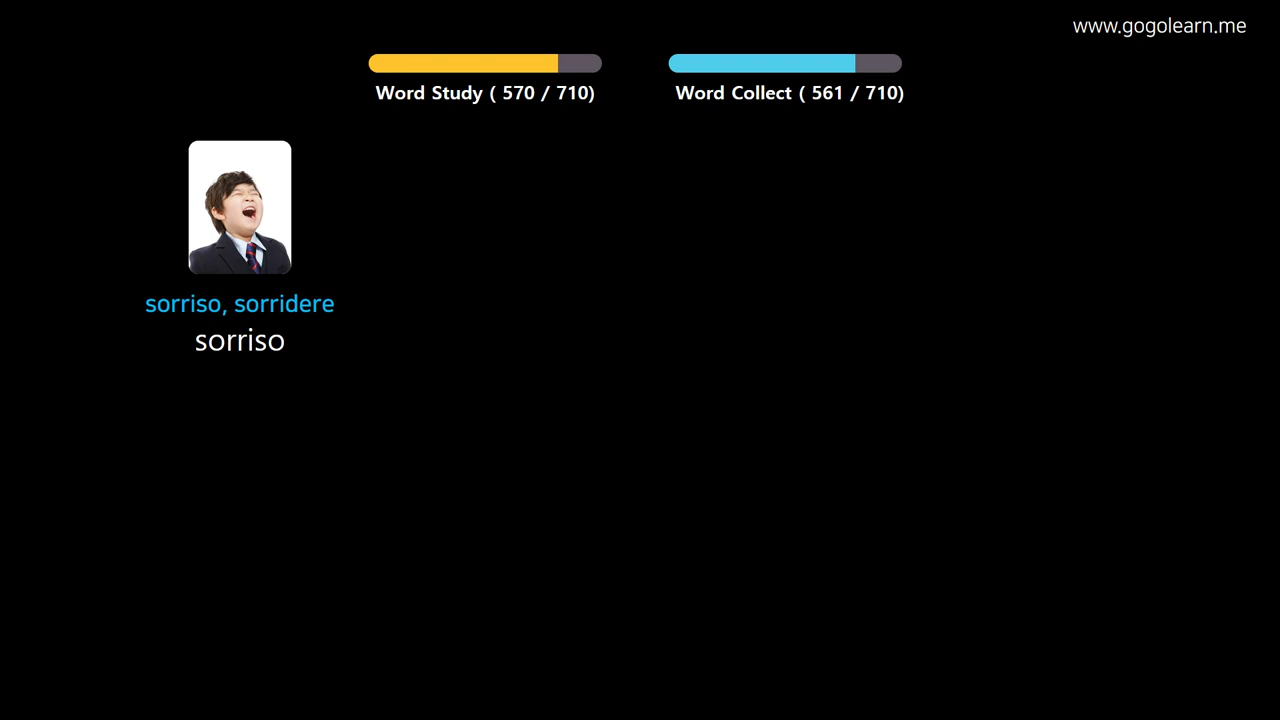 www.gogolearn.me
Word Study ( 570 / 710)
Word Collect ( 561 / 710)
sorriso, sorridere
sorriso